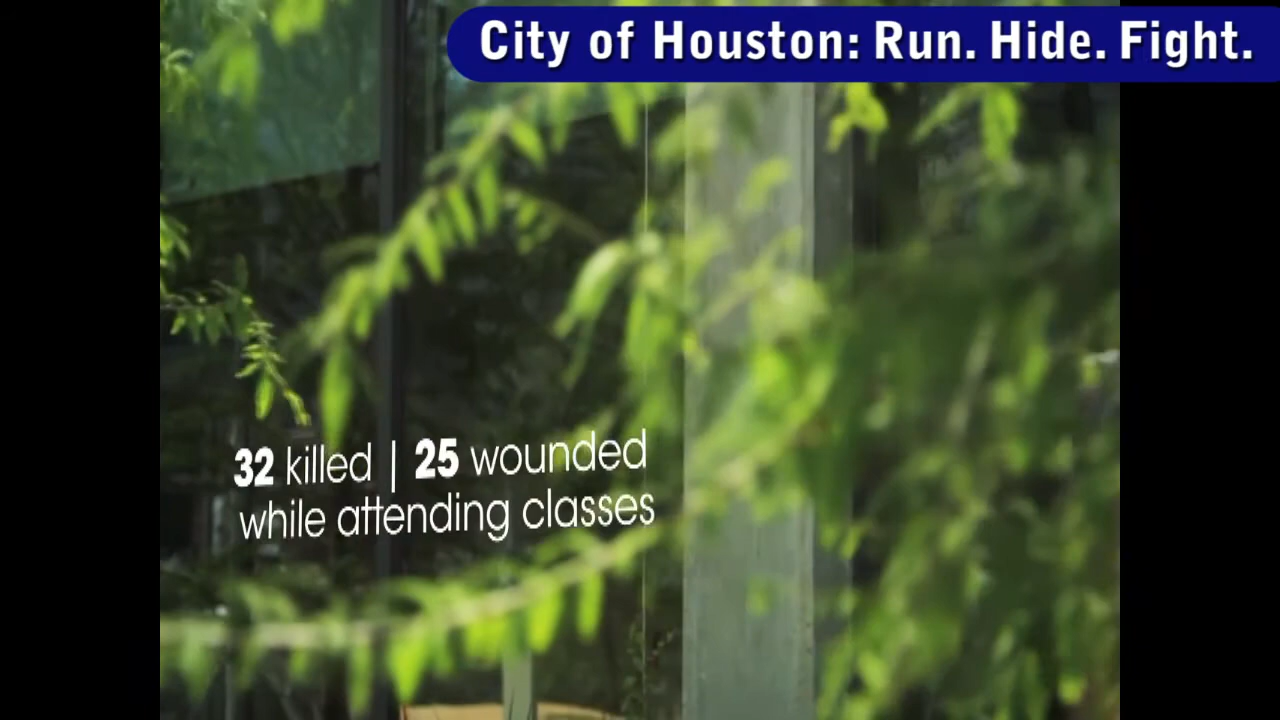 City of Houston: Run. Hide. Fight.
32 killed | 25 wounded
while attending classes